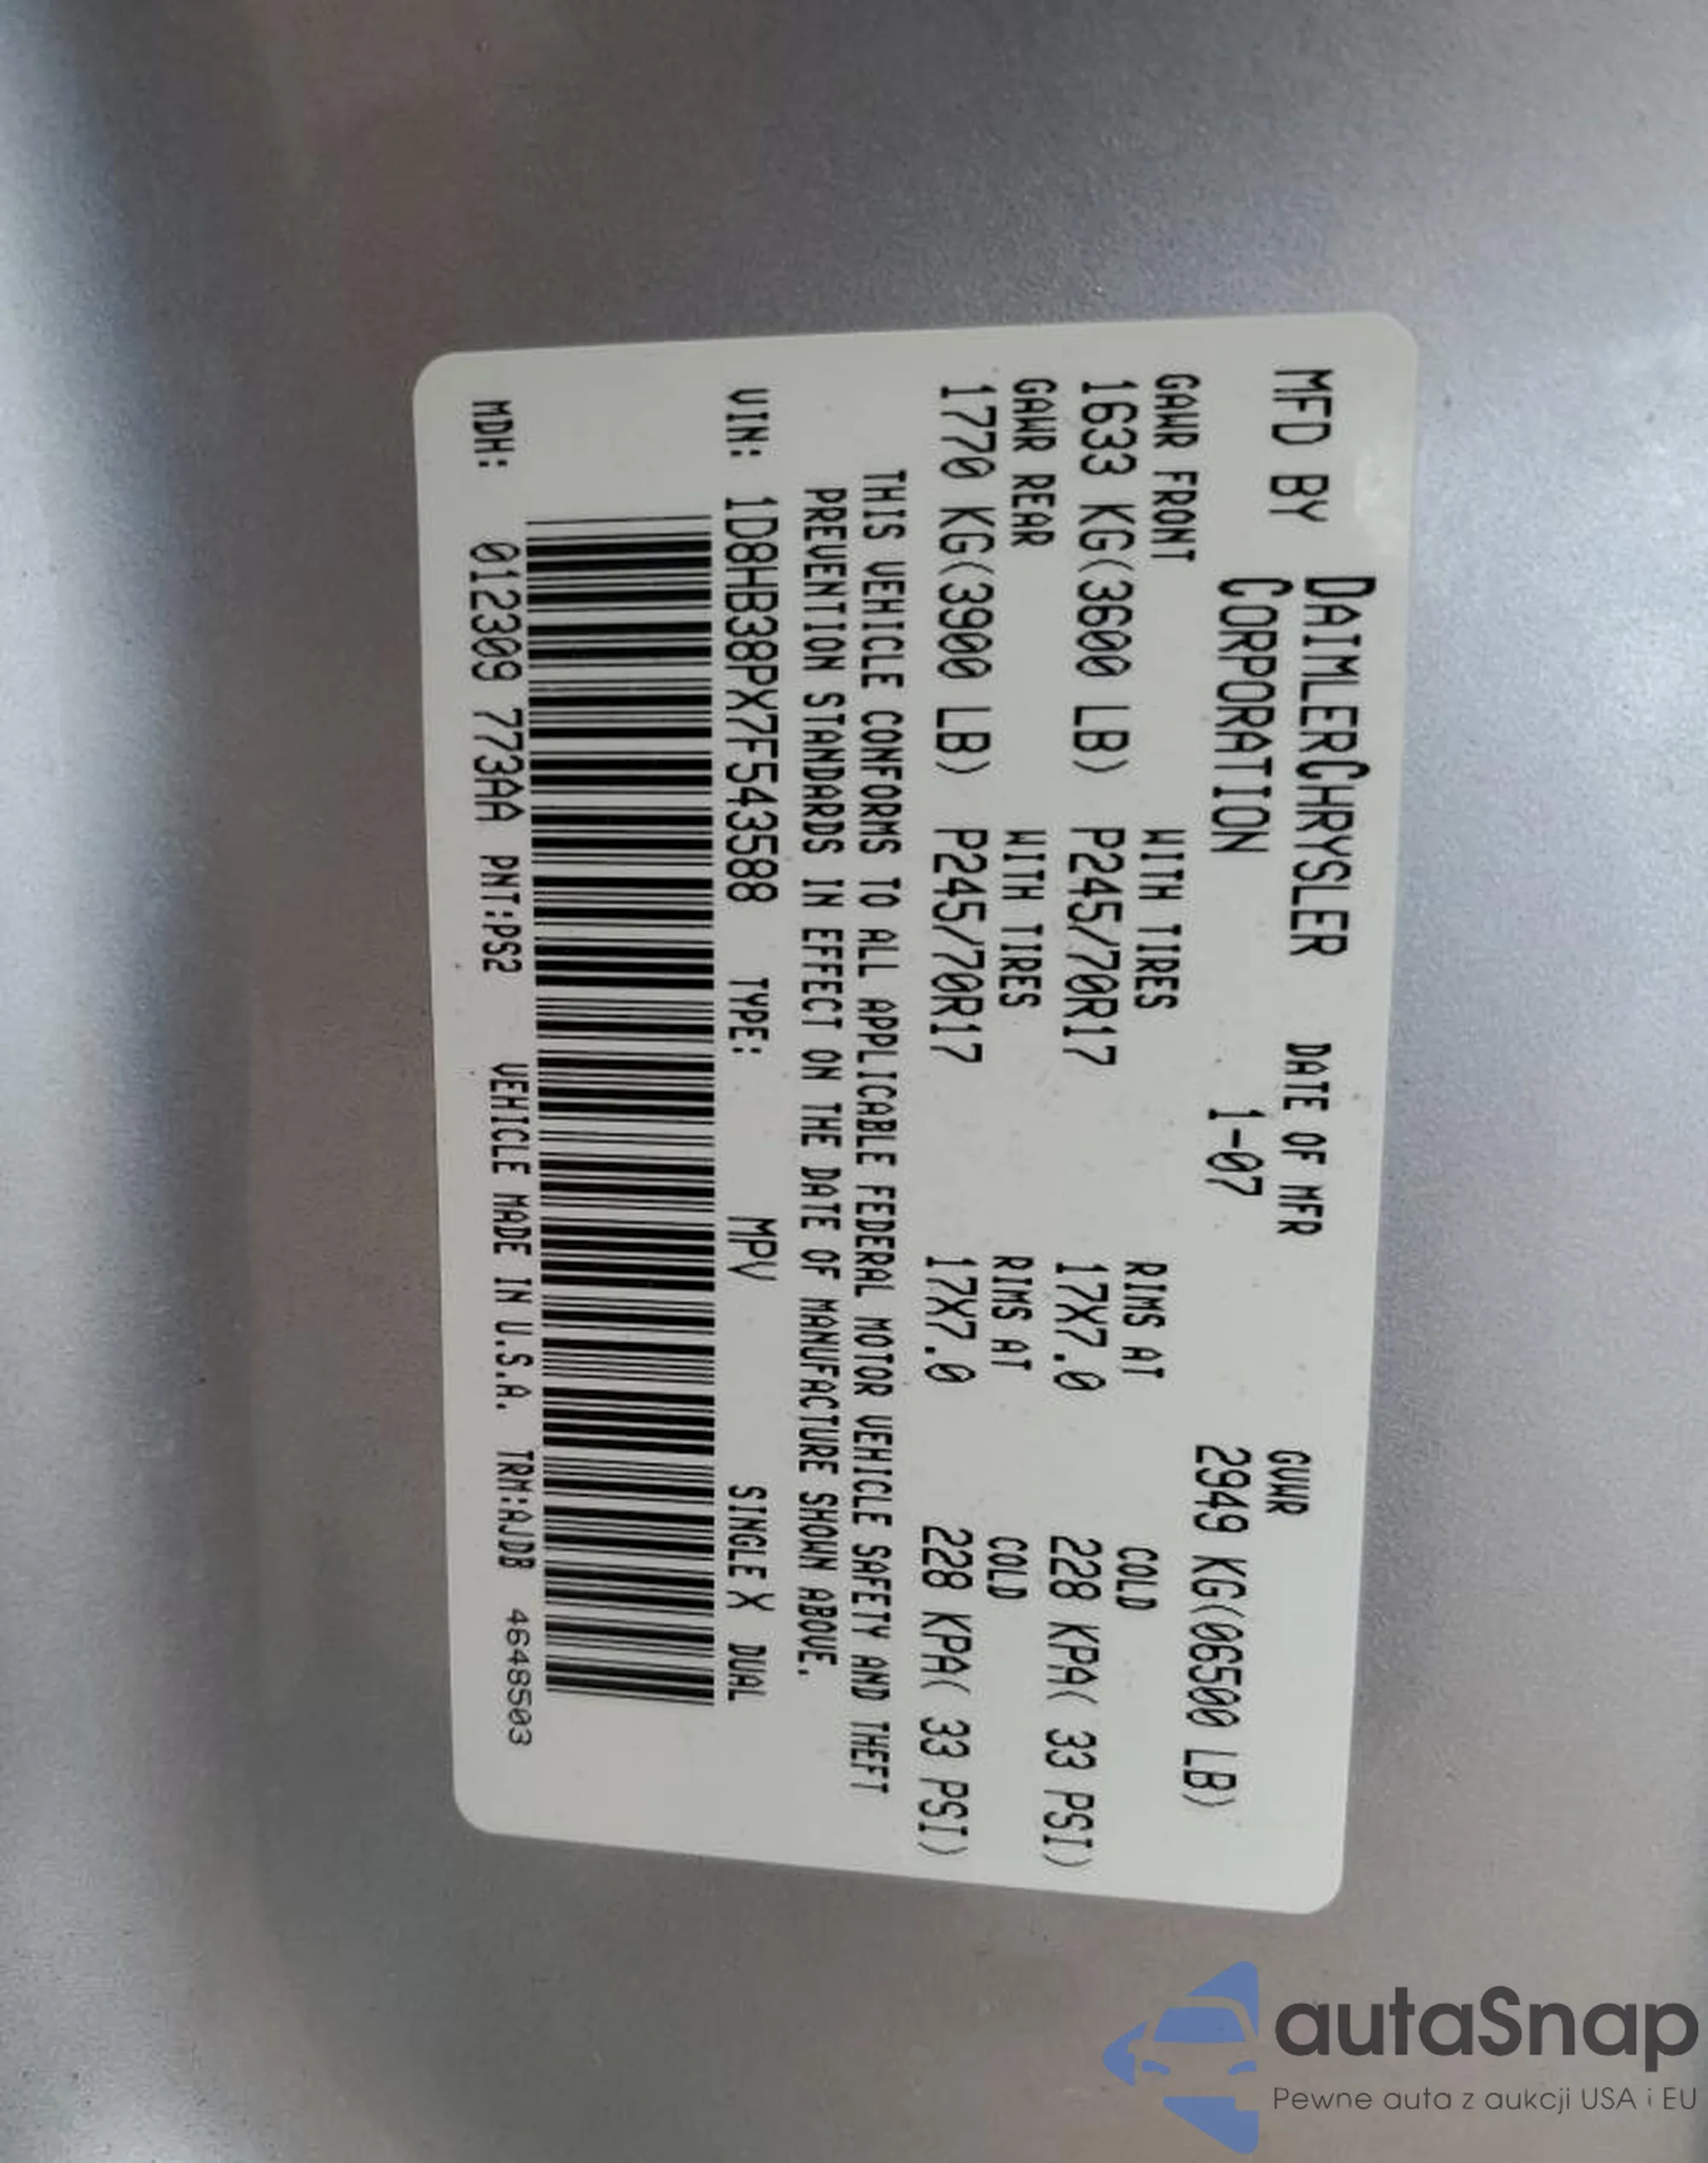 MFD BY DAIMLERCHRYSLER CORPORATION DATE OF MFR 1-07 GVWR 2949 KG(06500 LB)
GAWR FRONT WITH TIRES RIMS AT COLD
1633 KG(3600 LB) P245/70R17 17X7.0 228 KPA( 33 PSI)
GAWR REAR WITH TIRES RIMS AT COLD
1770 KG(3900 LB) P245/70R17 17X7.0 228 KPA( 33 PSI)
THIS VEHICLE CONFORMS TO ALL APPLICABLE FEDERAL MOTOR VEHICLE SAFETY AND THEFT
PREVENTION STANDARDS IN EFFECT ON THE DATE OF MANUFACTURE SHOWN ABOVE.
VIN: 1D8HB38PX7F543588 TYPE: MPV SINGLE X DUAL
MDH: 012309 773AA PNT:PS2 VEHICLE MADE IN U.S.A. TRM:AJDB 4648503
autaSnap
Pewne auta z aukcji USA i EU